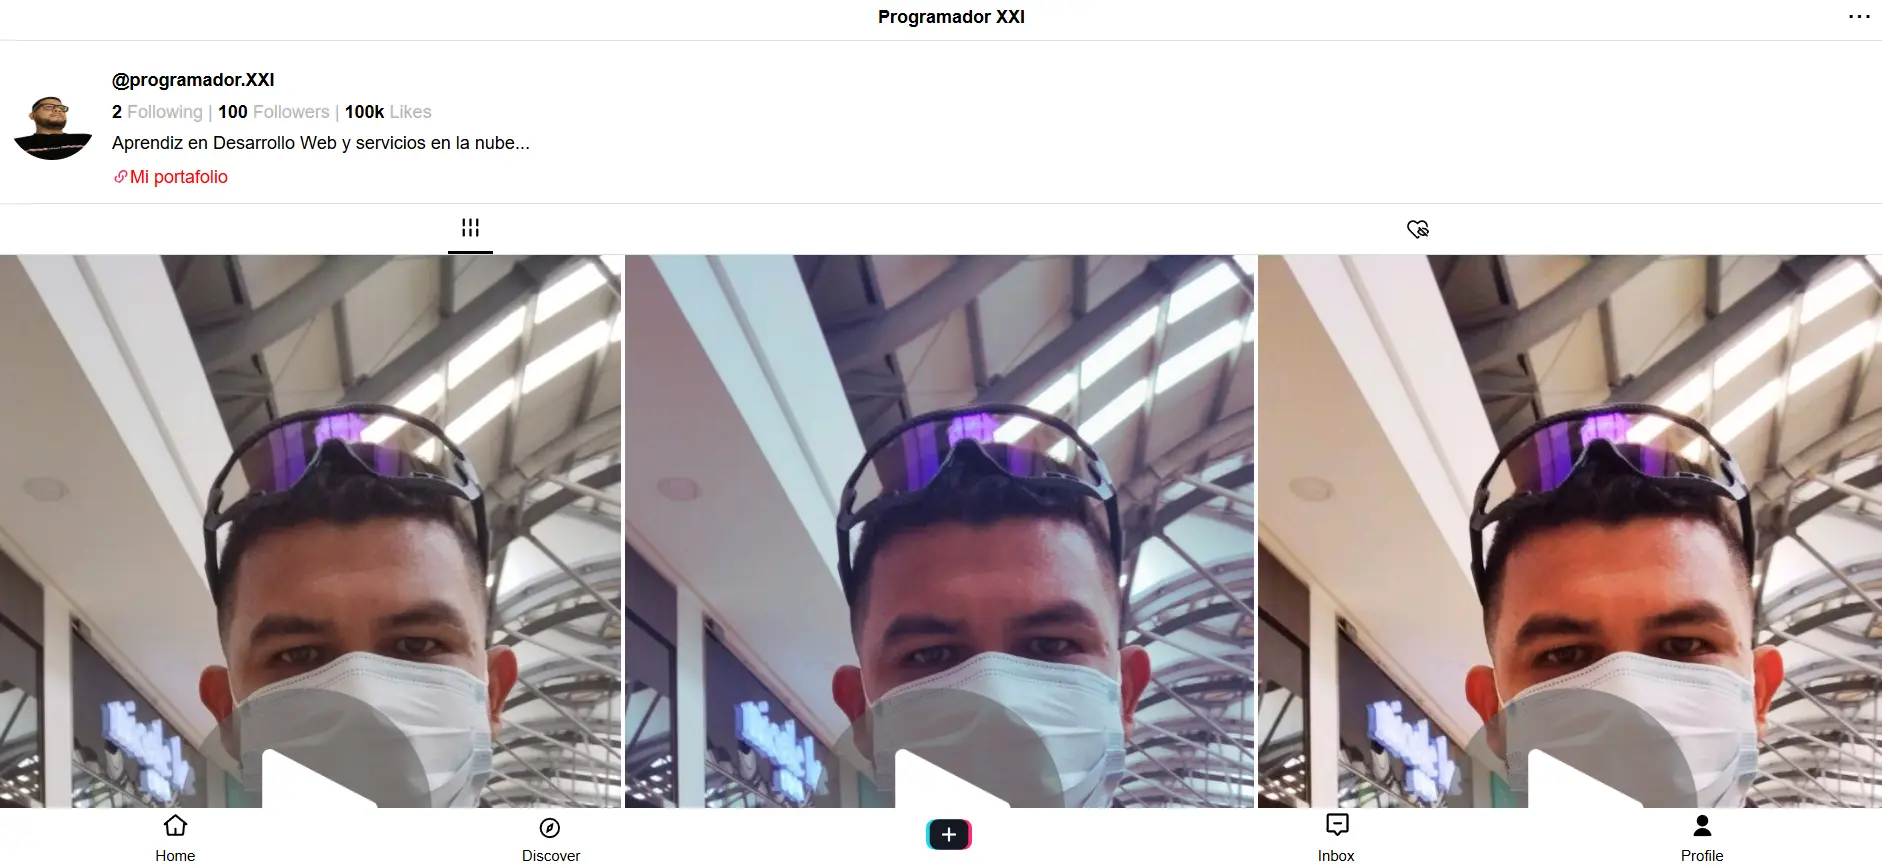 Programador XXI
@programador.XXI
2 Following | 100 Followers | 100k Likes
Aprendiz en Desarrollo Web y servicios en la nube...
Mi portafolio
Home
Discover
Inbox
Profile